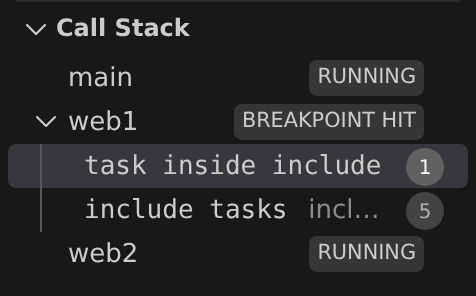 Call Stack
main RUNNING
web1 BREAKPOINT HIT
task inside include 1
include tasks incl... 5
web2 RUNNING